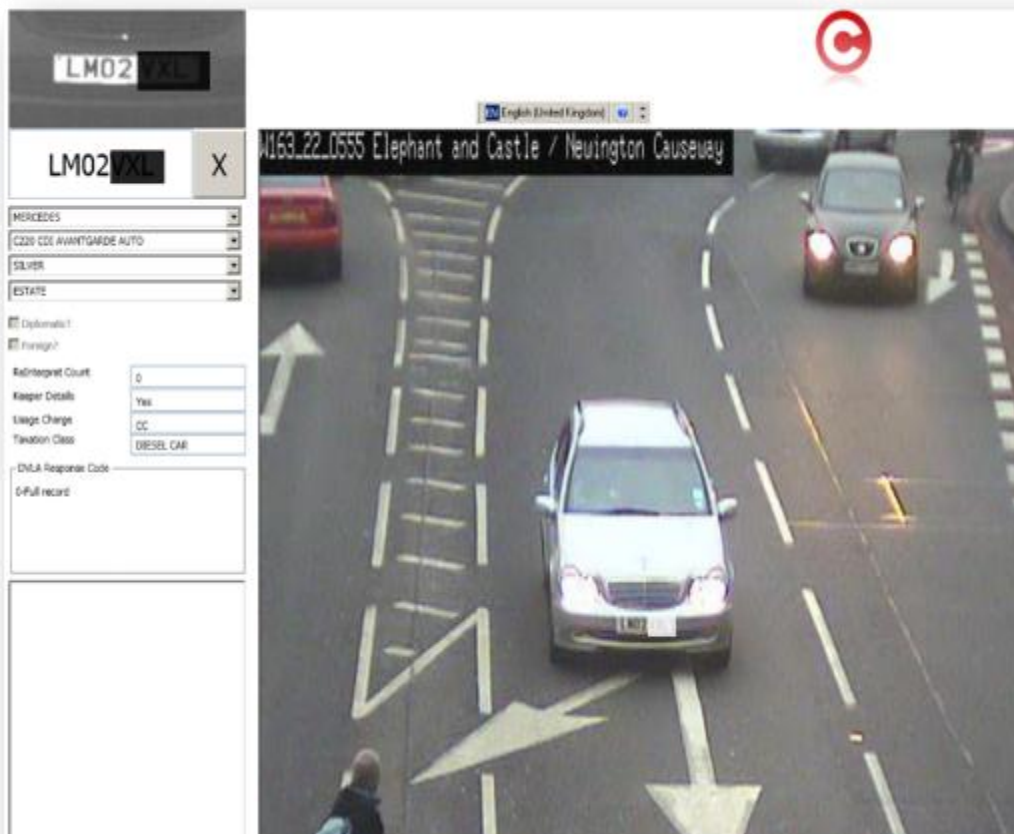 LM02
C
English (United Kingdom)
LM02
X
W163_22_0555 Elephant and Castle / Newington Causeway
MERCEDES
C220 CDI AVANTGARDE AUTO
SILVER
ESTATE
Diplomatic?
Foreign?
ReInterpret Count 0
Keeper Details Yes
Usage Charge CC
Taxation Class DIESEL CAR
DVLA Response Code
0-Full record